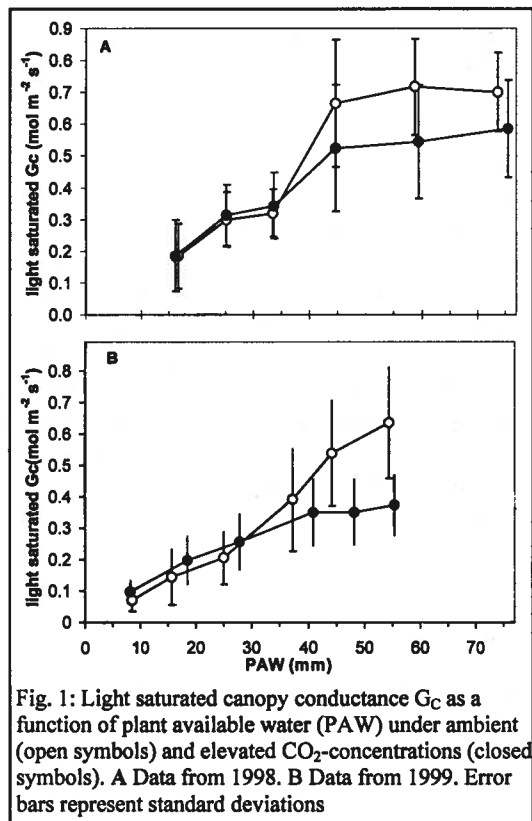 A
light saturated Gc (mol m⁻² s⁻¹)
0.9
0.8
0.7
0.6
0.5
0.4
0.3
0.2
0.1
0.0
B
light saturated Gc(mol m⁻² s⁻¹)
0.8
0.7
0.6
0.5
0.4
0.3
0.2
0.1
0
0 10 20 30 40 50 60 70
PAW (mm)
Fig. 1: Light saturated canopy conductance G_C as a
function of plant available water (PAW) under ambient
(open symbols) and elevated CO₂-concentrations (closed
symbols). A Data from 1998. B Data from 1999. Error
bars represent standard deviations